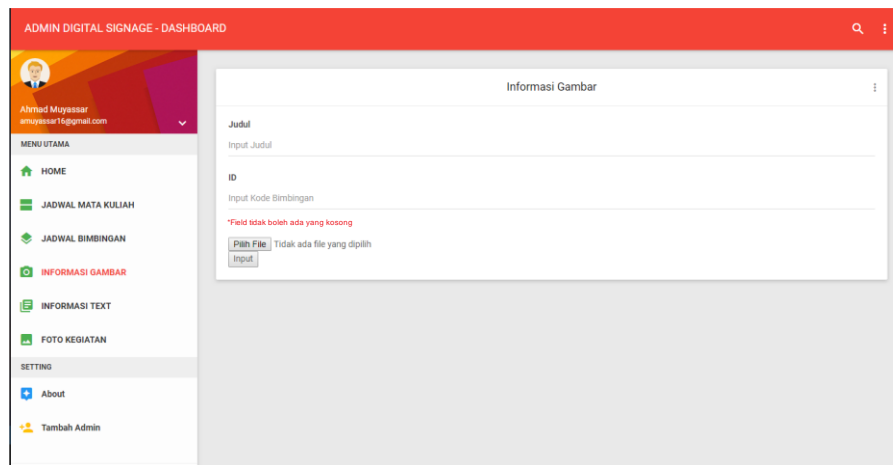 ADMIN DIGITAL SIGNAGE - DASHBOARD
Ahmad Muyassar
amuyassar16@gmail.com
MENU UTAMA
HOME
JADWAL MATA KULIAH
JADWAL BIMBINGAN
INFORMASI GAMBAR
INFORMASI TEXT
FOTO KEGIATAN
SETTING
About
Tambah Admin
Informasi Gambar
Judul
Input Judul
ID
Input Kode Bimbingan
*Field tidak boleh ada yang kosong
Pilih File Tidak ada file yang dipilih
Input